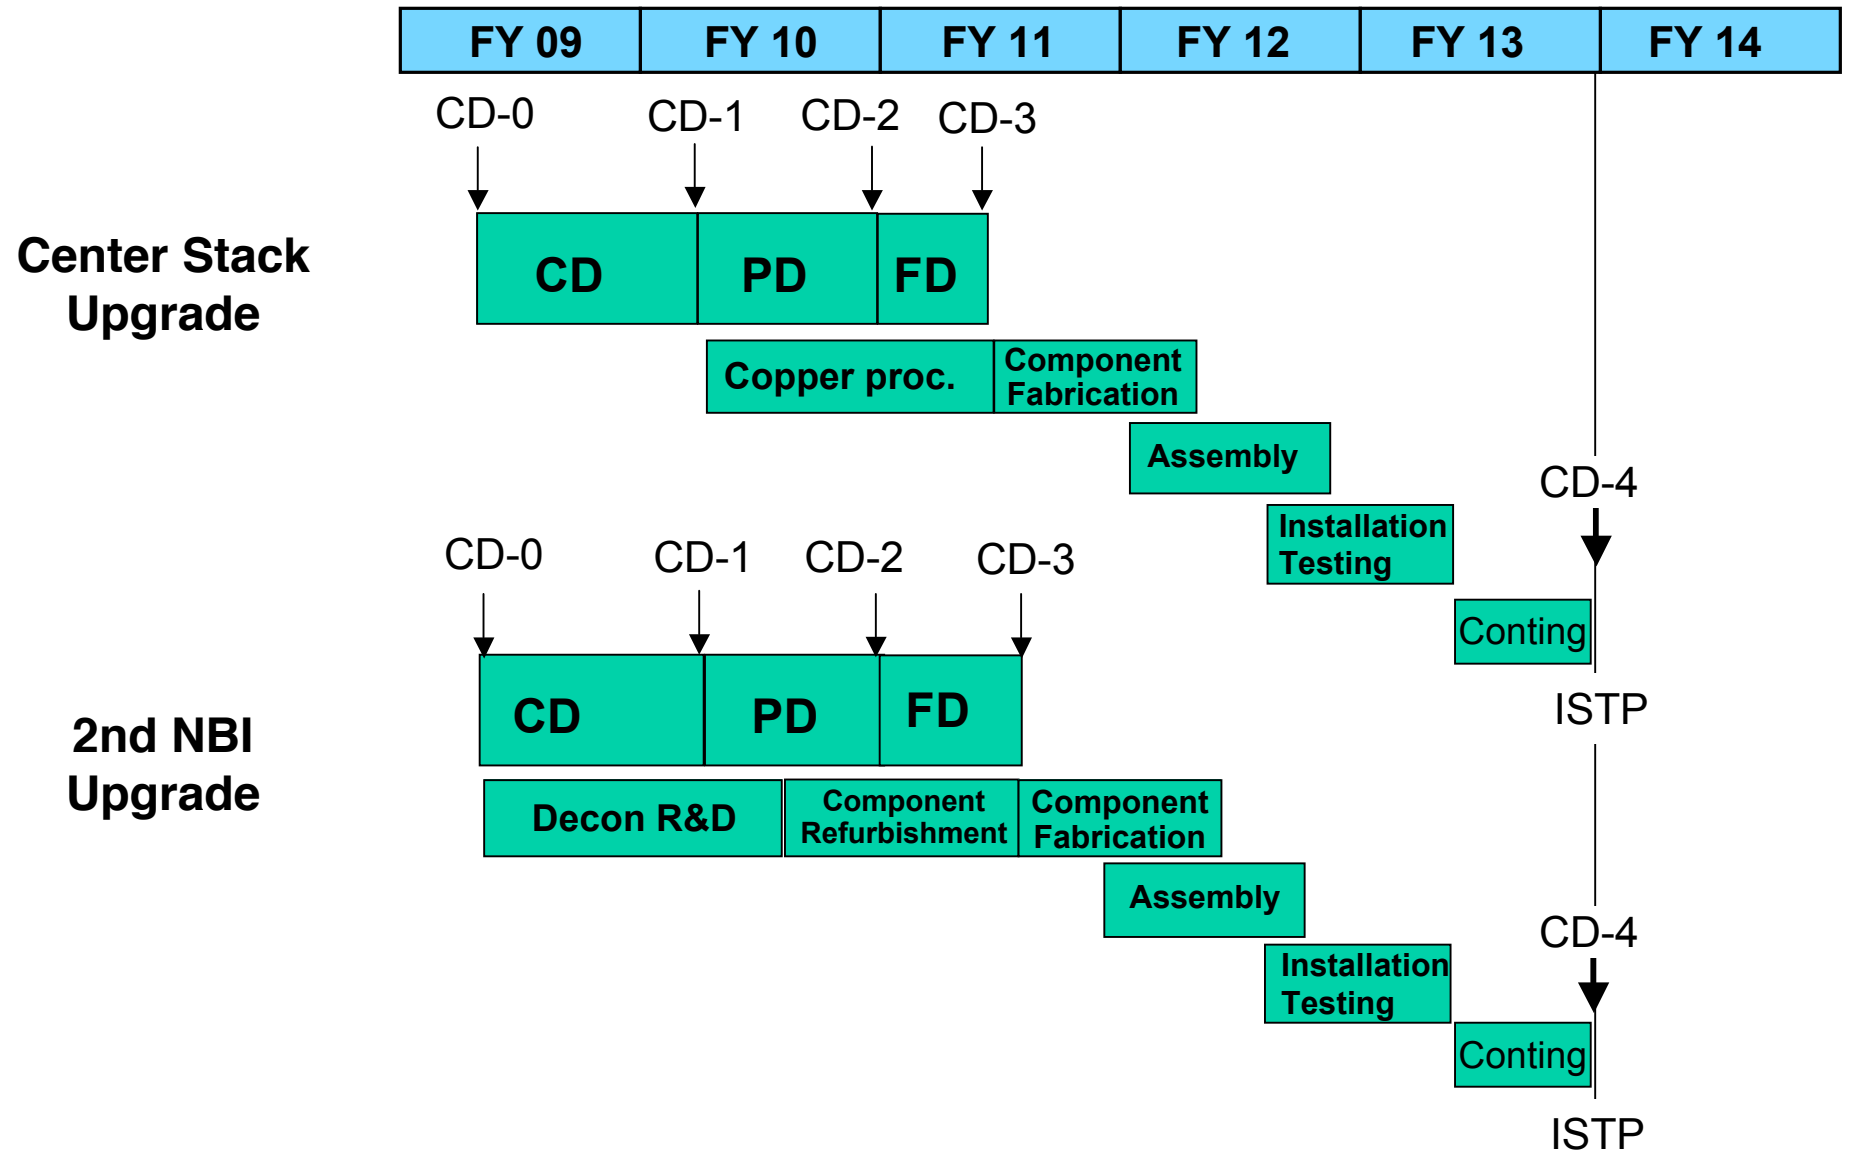 FY 09 FY 10 FY 11 FY 12 FY 13 FY 14
CD-0 CD-1 CD-2 CD-3
Center Stack
Upgrade
CD PD FD
Copper proc.
Component
Fabrication
Assembly
CD-4
Installation
Testing
Conting
ISTP
CD-0 CD-1 CD-2 CD-3
2nd NBI
Upgrade
CD PD FD
Decon R&D
Component
Refurbishment
Component
Fabrication
Assembly
CD-4
Installation
Testing
Conting
ISTP